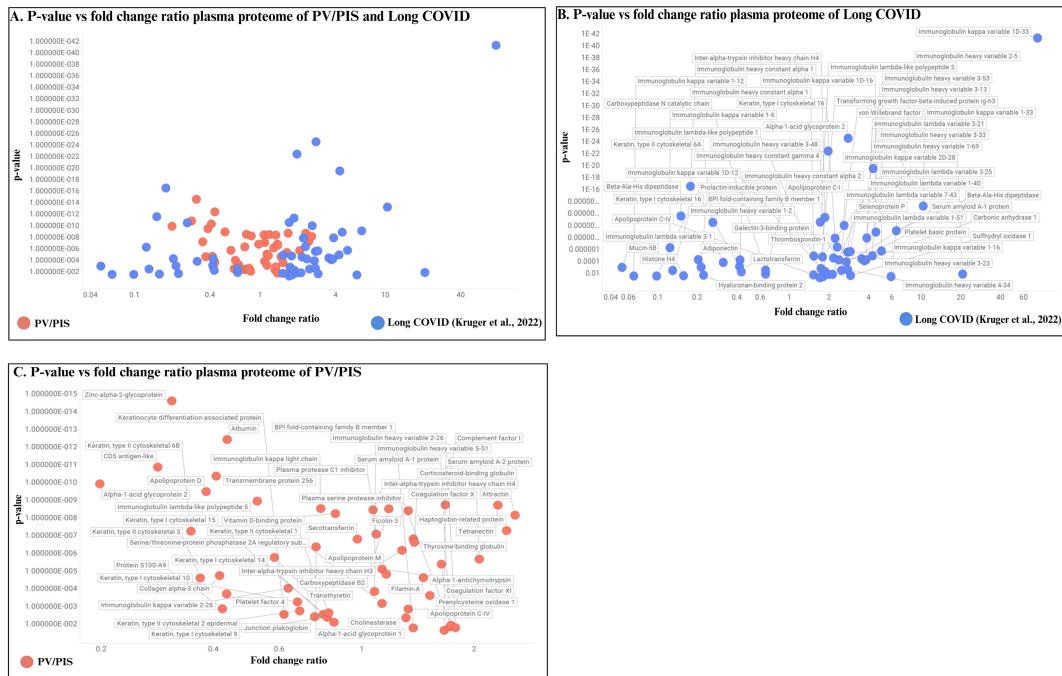 A. P-value vs fold change ratio plasma proteome of PV/PIS and Long COVID
1.000000E-042
1.000000E-040
1.000000E-038
1.000000E-036
1.000000E-034
1.000000E-032
1.000000E-030
1.000000E-028
1.000000E-026
1.000000E-024
1.000000E-022
1.000000E-020
1.000000E-018
1.000000E-016
1.000000E-014
1.000000E-012
1.000000E-010
1.000000E-008
1.000000E-006
1.000000E-004
1.000000E-002
p-value
0.04 0.1 0.4 1 4 10 40
Fold change ratio
PV/PIS
Long COVID (Kruger et al., 2022)
B. P-value vs fold change ratio plasma proteome of Long COVID
1E-42
1E-40
1E-38
1E-36
1E-34
1E-32
1E-30
1E-28
1E-26
1E-24
1E-22
1E-20
1E-18
1E-16
0.00000...
0.00000...
0.00000...
0.00000...
0.000001
0.0001
0.01
p-value
Immunoglobulin kappa variable 1D-33
Immunoglobulin heavy variable 2-5
Inter-alpha-trypsin inhibitor heavy chain H4
Immunoglobulin lambda-like polypeptide 5
Immunoglobulin heavy constant alpha 1
Immunoglobulin heavy variable 3-53
Immunoglobulin kappa variable 1-12
Immunoglobulin kappa variable 1D-16
Immunoglobulin heavy variable 3-13
Immunoglobulin heavy constant alpha 1
Carboxypeptidase N catalytic chain
Keratin, type I cytoskeletal 16
Transforming growth factor-beta-induced protein ig-h3
Immunoglobulin kappa variable 1-6
von Willebrand factor
Immunoglobulin kappa variable 1-33
Alpha-1-acid glycoprotein 2
Immunoglobulin lambda variable 3-21
Immunoglobulin lambda-like polypeptide 1
Immunoglobulin heavy variable 3-33
Keratin, type II cytoskeletal 6A
Immunoglobulin heavy variable 3-48
Immunoglobulin heavy variable 1-69
Immunoglobulin heavy constant gamma 4
Immunoglobulin kappa variable 2D-28
Immunoglobulin kappa variable 1D-12
Immunoglobulin heavy constant alpha 2
Immunoglobulin lambda variable 3-25
Beta-Ala-His dipeptidase
Prolactin-inducible protein
Apolipoprotein C-I
Immunoglobulin lambda variable 1-40
Keratin, type I cytoskeletal 16
BPI fold-containing family B member 1
Immunoglobulin lambda variable 7-43
Beta-Ala-His dipeptidase
Immunoglobulin heavy variable 1-2
Selenoprotein P
Serum amyloid A-1 protein
Apolipoprotein C-IV
Galectin-3-binding protein
Immunoglobulin lambda variable 1-51
Carbonic anhydrase 1
Immunoglobulin lambda variable 3-1
Thrombospondin-1
Platelet basic protein
Sulfhydryl oxidase 1
Mucin-5B
Adiponectin
Immunoglobulin kappa variable 1-16
Histone H4
Lactotransferrin
Immunoglobulin heavy variable 3-23
Hyaluronan-binding protein 2
Immunoglobulin heavy variable 4-34
0.04 0.06 0.1 0.2 0.4 0.6 1 2 4 6 10 20 60
Fold change ratio
Long COVID (Kruger et al., 2022)
C. P-value vs fold change ratio plasma proteome of PV/PIS
1.000000E-015
1.000000E-014
1.000000E-013
1.000000E-012
1.000000E-011
1.000000E-010
1.000000E-009
1.000000E-008
1.000000E-007
1.000000E-006
1.000000E-005
1.000000E-004
1.000000E-003
1.000000E-002
p-value
Zinc-alpha-2-glycoprotein
Keratinocyte differentiation-associated protein
Albumin
BPI fold-containing family B member 1
Immunoglobulin heavy variable 2-26
Complement factor I
Keratin, type II cytoskeletal 6B
Immunoglobulin heavy variable 5-51
CD5 antigen-like
Immunoglobulin kappa light chain
Serum amyloid A-1 protein
Serum amyloid A-2 protein
Plasma protease C1 inhibitor
Corticosteroid-binding globulin
Apolipoprotein D
Transmembrane protein 256
Inter-alpha-trypsin inhibitor heavy chain H4
Alpha-1-acid glycoprotein 2
Plasma serine protease inhibitor
Coagulation factor X
Attractin
Immunoglobulin lambda-like polypeptide 5
Keratin, type I cytoskeletal 15
Vitamin D-binding protein
Ficolin-3
Haptoglobin-related protein
Keratin, type II cytoskeletal 3
Keratin, type II cytoskeletal 1
Serotransferrin
Tetranectin
Serine/threonine-protein phosphatase 2A regulatory sub...
Thyroxine-binding globulin
Protein S100-A9
Keratin, type I cytoskeletal 14
Apolipoprotein M
Keratin, type I cytoskeletal 10
Inter-alpha-trypsin inhibitor heavy chain H3
Alpha-1-antichymotrypsin
Collagen alpha-3 chain
Carboxypeptidase B2
Filamin-A
Coagulation factor XI
Immunoglobulin kappa variable 2-28
Platelet factor 4
Transthyretin
Prenylcysteine oxidase 1
Keratin, type II cytoskeletal 2 epidermal
Cholinesterase
Apolipoprotein C-IV
Keratin, type I cytoskeletal 9
Junction plakoglobin
Alpha-1-acid glycoprotein 1
0.2 0.4 0.6 1 2
Fold change ratio
PV/PIS